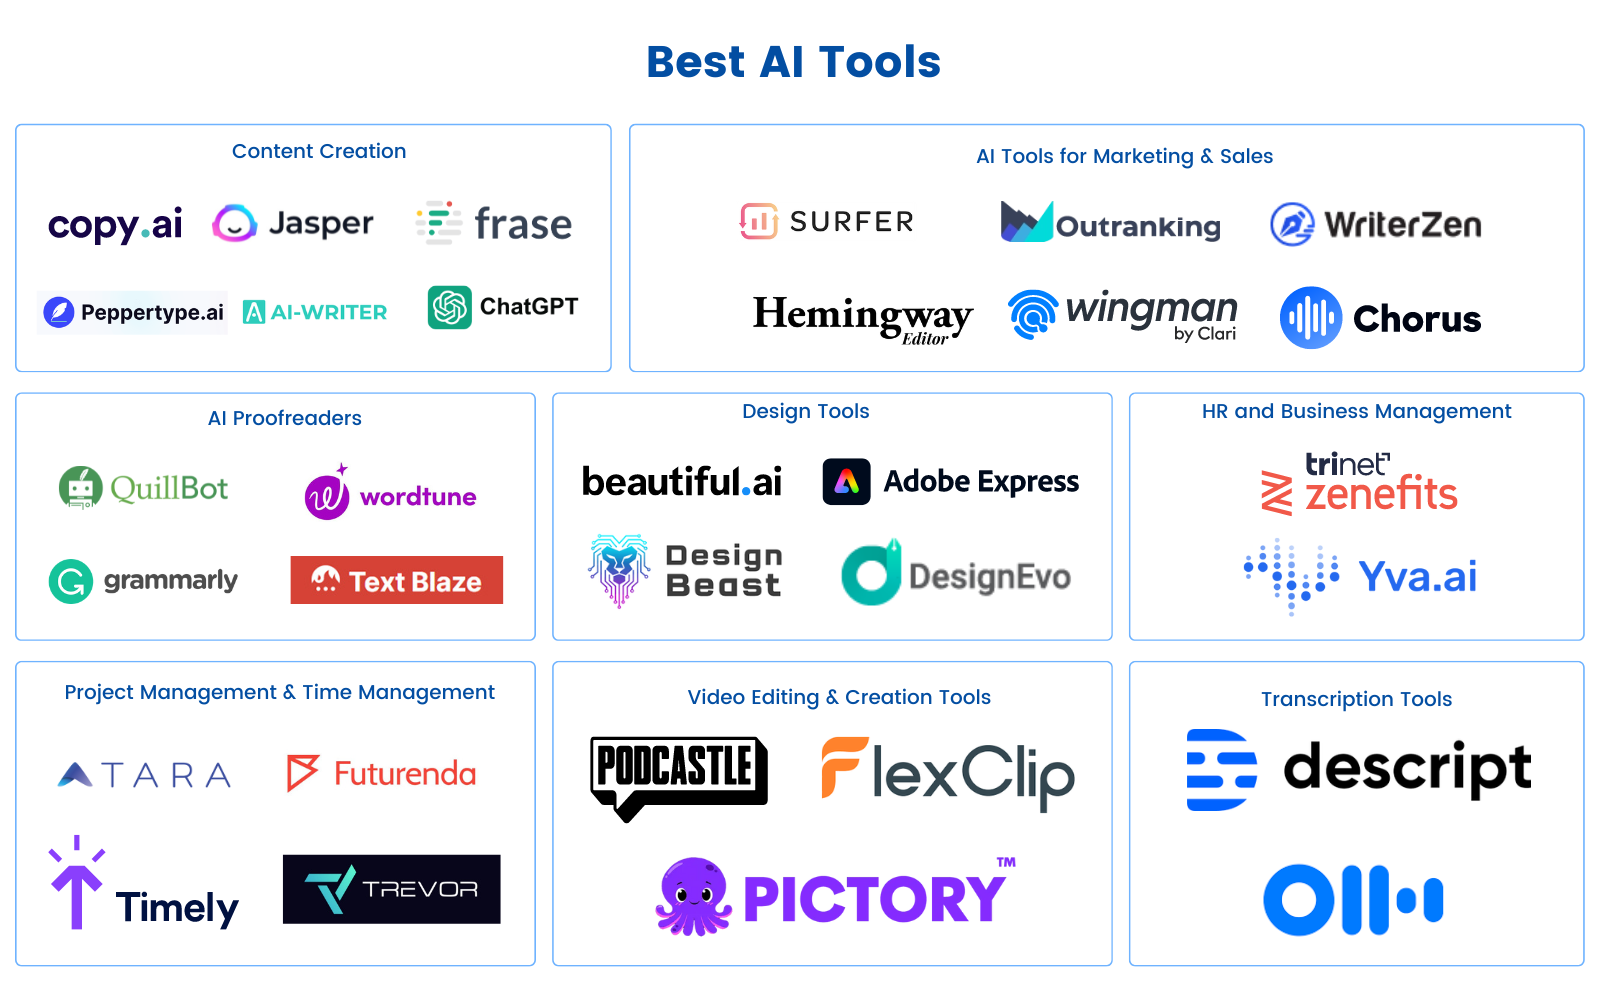 Best AI Tools
Content Creation
copy.ai
Jasper
frase
Peppertype.ai
AI-WRITER
ChatGPT
AI Tools for Marketing & Sales
SURFER
Outranking
WriterZen
Hemingway
Editor
wingman
by Clari
Chorus
AI Proofreaders
QuillBot
wordtune
grammarly
Text Blaze
Design Tools
beautiful.ai
Adobe Express
Design
Beast
DesignEvo
HR and Business Management
trinet
zenefits
Yva.ai
Project Management & Time Management
TARA
Futurenda
Timely
TREVOR
Video Editing & Creation Tools
PODCASTLE
FlexClip
PICTORY™
Transcription Tools
descript